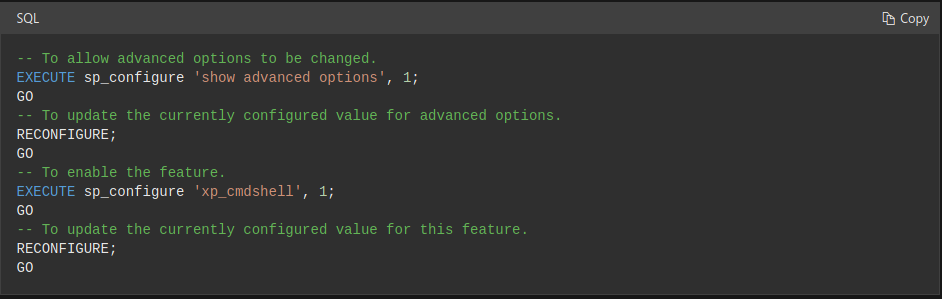 SQL
Copy
-- To allow advanced options to be changed.
EXECUTE sp_configure 'show advanced options', 1;
GO
-- To update the currently configured value for advanced options.
RECONFIGURE;
GO
-- To enable the feature.
EXECUTE sp_configure 'xp_cmdshell', 1;
GO
-- To update the currently configured value for this feature.
RECONFIGURE;
GO